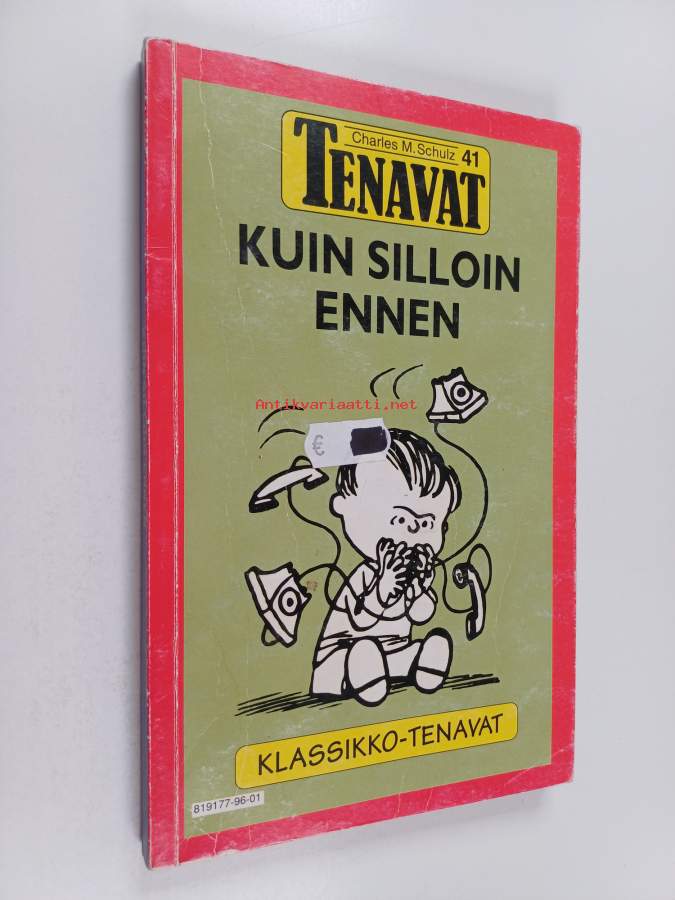 Charles M. Schulz 41
TENAVAT
KUIN SILLOIN
ENNEN
Antikvariaatti.net
€
KLASSIKKO-TENAVAT
819177-96-01